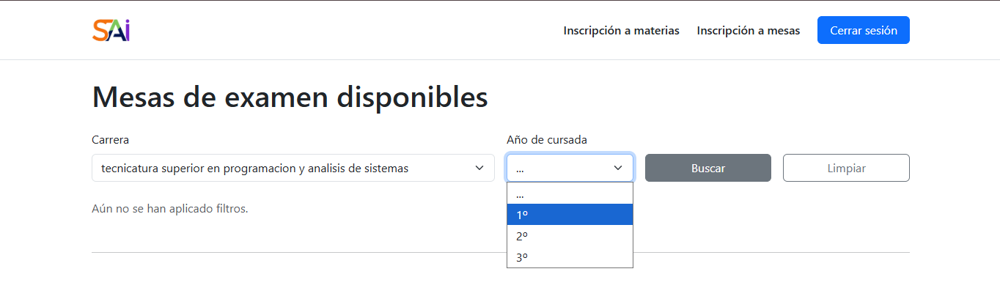 SAi
Inscripción a materias
Inscripción a mesas
Cerrar sesión
Mesas de examen disponibles
Carrera
Año de cursada
tecnicatura superior en programacion y analisis de sistemas
...
Buscar
Limpiar
...
1º
2º
3º
Aún no se han aplicado filtros.